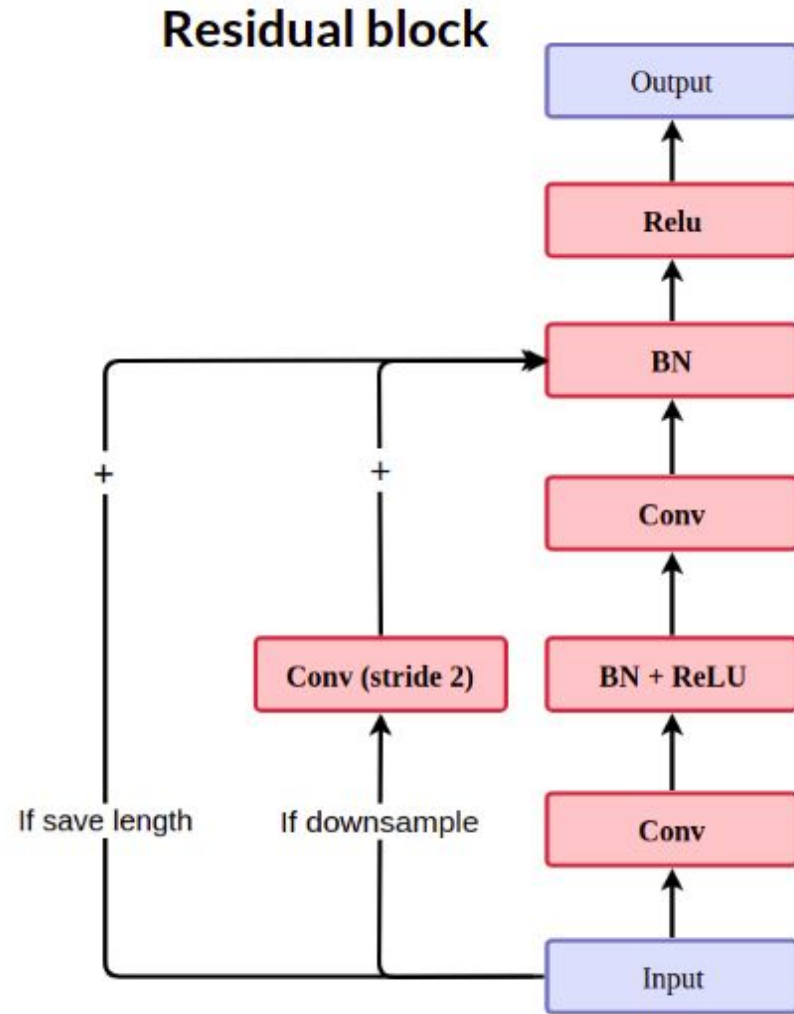 Residual block
Output
Relu
BN
+
+
Conv
Conv (stride 2)
BN + ReLU
If save length
If downsample
Conv
Input